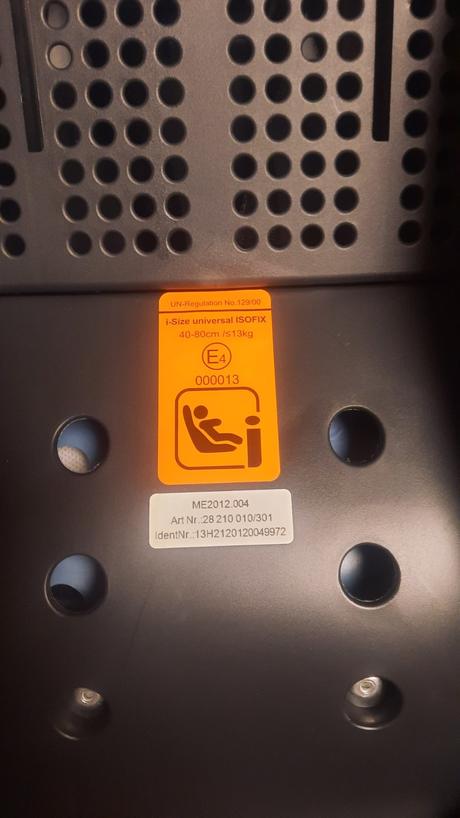 UN-Regulation No.129/00
i-Size universal ISOFIX
40-80cm /≤13kg
E4
000013
ME2012.004
Art Nr.:28 210 010/301
IdentNr.:13H2120120049972